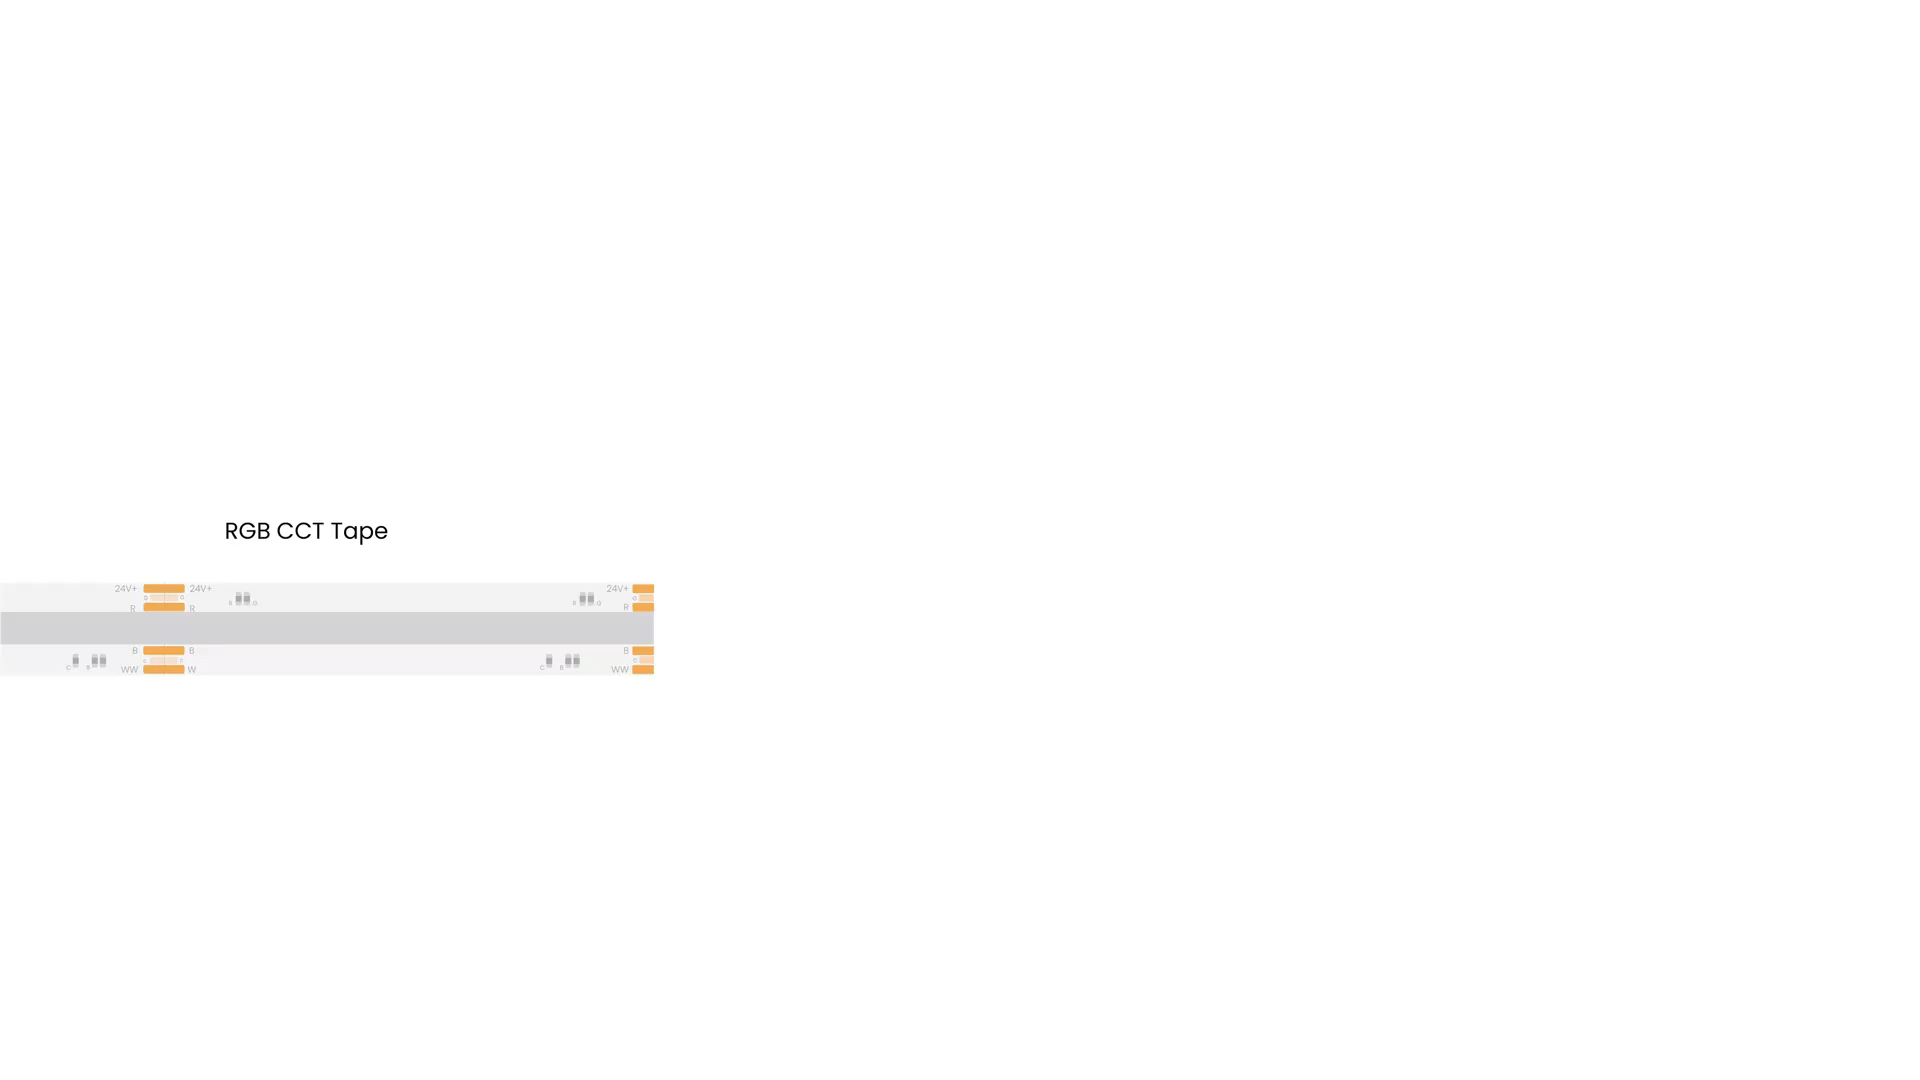 RGB CCT Tape
24V+ 24V+ 24V+
G G G
R R R
B B B
WW W WW